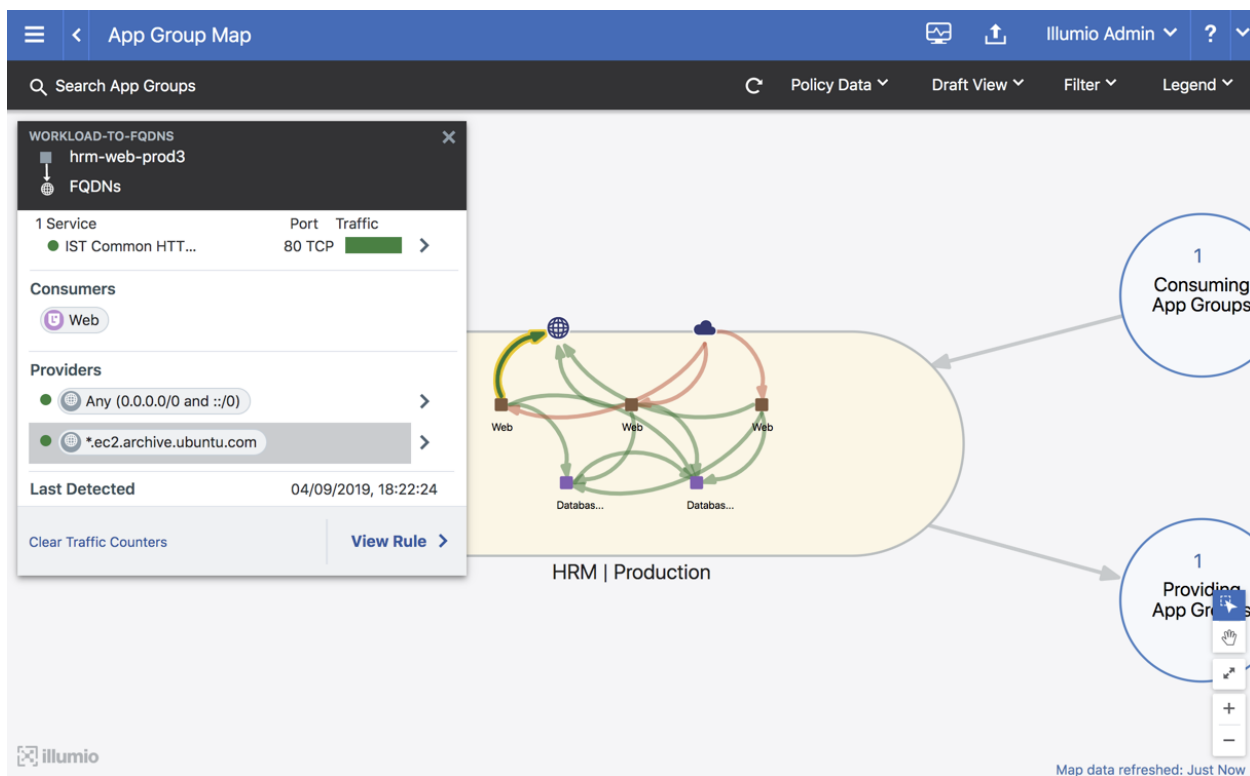 App Group Map
Illumio Admin
?
Search App Groups
Policy Data
Draft View
Filter
Legend
WORKLOAD-TO-FQDNS
hrm-web-prod3
FQDNs
1 Service Port Traffic
IST Common HTT... 80 TCP
Consumers
Web
Providers
Any (0.0.0.0/0 and ::/0)
*.ec2.archive.ubuntu.com
Last Detected 04/09/2019, 18:22:24
Clear Traffic Counters
View Rule
Web
Web
Web
Databas...
Databas...
HRM | Production
1
Consuming
App Groups
1
Providing
App Groups
illumio
Map data refreshed: Just Now